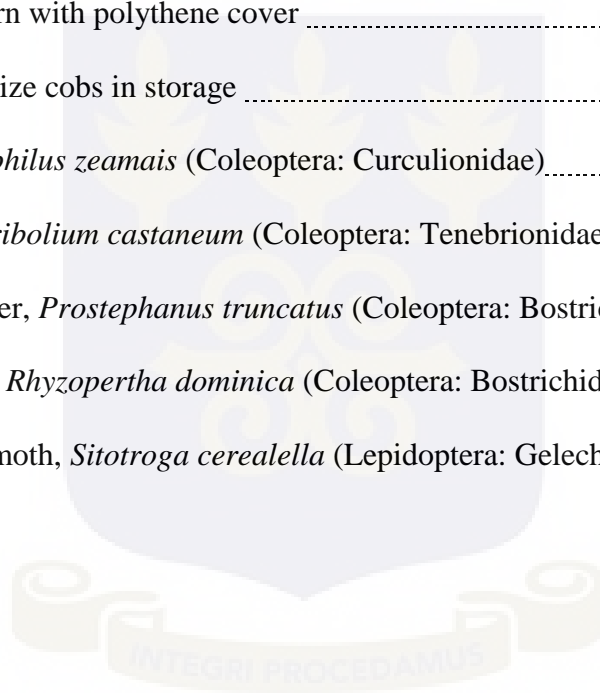 rn with polythene cover
ize cobs in storage
philus zeamais (Coleoptera: Curculionidae)
ribolium castaneum (Coleoptera: Tenebrionidae
er, Prostephanus truncatus (Coleoptera: Bostric
Rhyzopertha dominica (Coleoptera: Bostrichid
moth, Sitotroga cerealella (Lepidoptera: Gelech
INTEGRI PROCEDAMUS